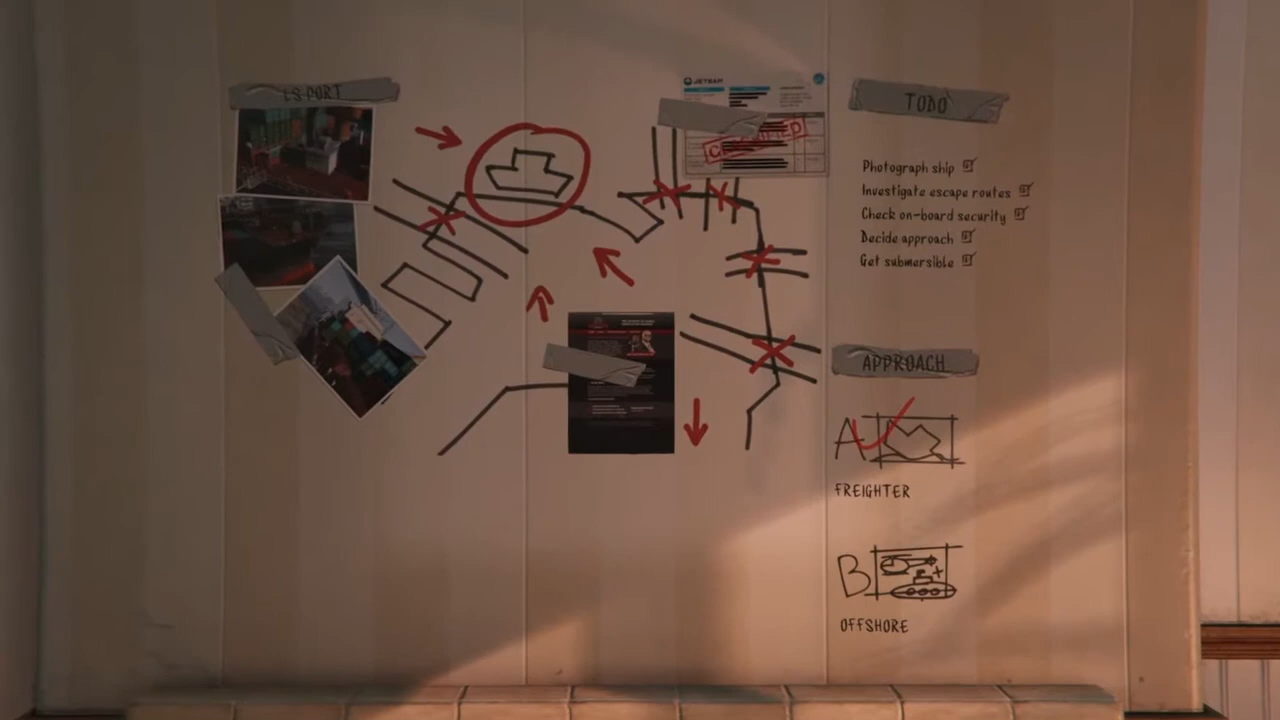 LS PORT
JETSAM
TODO
Photograph ship
Investigate escape routes
Check on-board security
Decide approach
Get submersible
APPROACH
A
FREIGHTER
B
OFFSHORE